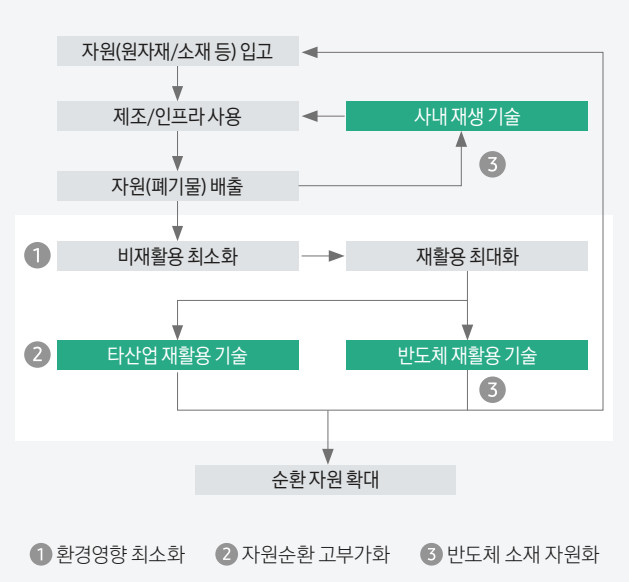 자원(원자재/소재 등) 입고
제조/인프라 사용
사내 재생 기술
3
자원(폐기물) 배출
1 비재활용 최소화
재활용 최대화
2 타산업 재활용 기술
반도체 재활용 기술
3
순환 자원 확대
1 환경영향 최소화 2 자원순환 고부가화 3 반도체 소재 자원화